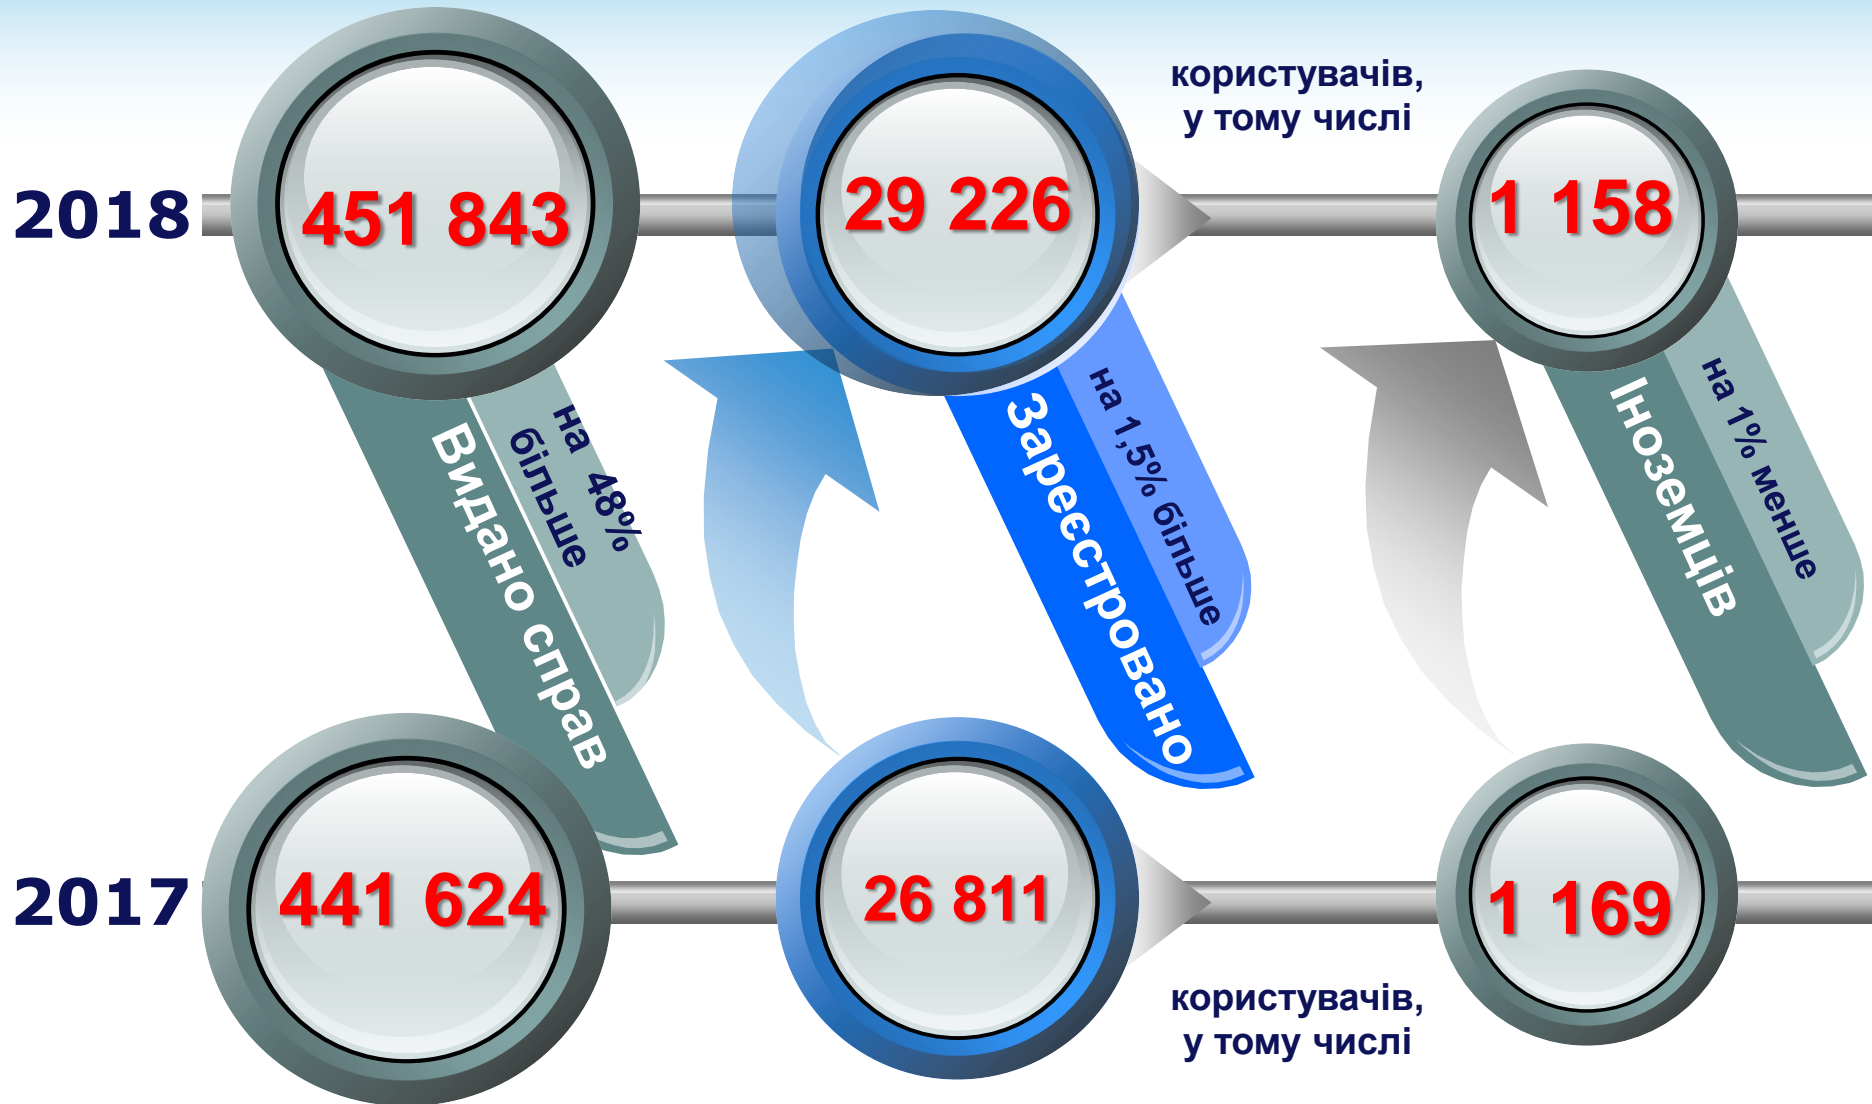 користувачів,
у тому числі
2018
451 843
29 226
1 158
Видано справ
на 48%
більше
Зареєстровано
на 1,5% більше
Іноземців
на 1% менше
2017
441 624
26 811
1 169
користувачів,
у тому числі